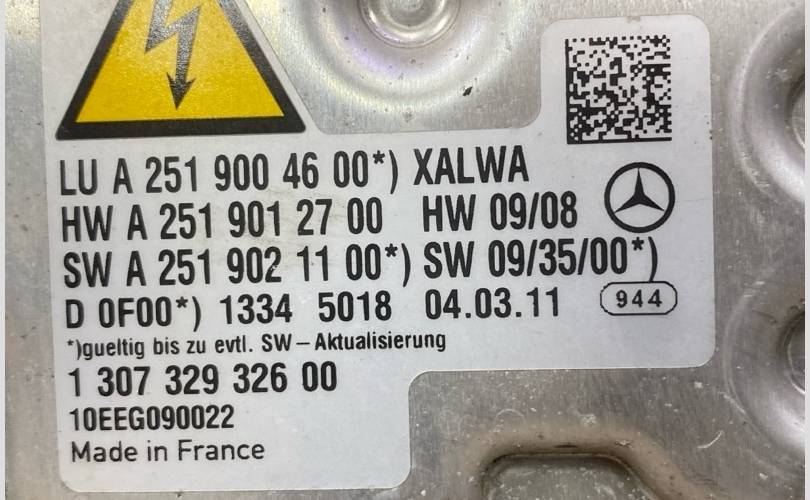 LU A 251 900 46 00*) XALWA
HW A 251 901 27 00 HW 09/08
SW A 251 902 11 00*) SW 09/35/00*)
D 0F00*) 1334 5018 04.03.11 944
*)gueltig bis zu evtl. SW-Aktualisierung
1 307 329 326 00
10EEG090022
Made in France